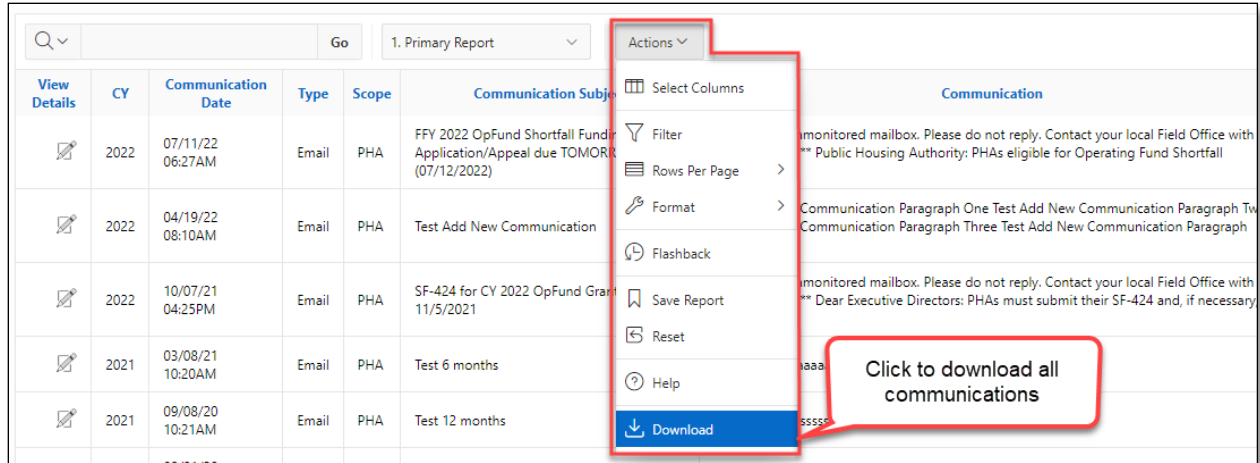 Go
1. Primary Report
Actions
View
Details
CY
Communication
Date
Type
Scope
Communication Subje
Communication
2022
07/11/22
06:27AM
Email
PHA
FFY 2022 OpFund Shortfall Fundin
Application/Appeal due TOMORR
(07/12/2022)
monitored mailbox. Please do not reply. Contact your local Field Office with
** Public Housing Authority: PHAs eligible for Operating Fund Shortfall
2022
04/19/22
08:10AM
Email
PHA
Test Add New Communication
Communication Paragraph One Test Add New Communication Paragraph Tw
Communication Paragraph Three Test Add New Communication Paragraph
2022
10/07/21
04:25PM
Email
PHA
SF-424 for CY 2022 OpFund Grant
11/5/2021
monitored mailbox. Please do not reply. Contact your local Field Office with
** Dear Executive Directors: PHAs must submit their SF-424 and, if necessary,
2021
03/08/21
10:20AM
Email
PHA
Test 6 months
2021
09/08/20
10:21AM
Email
PHA
Test 12 months
Select Columns
Filter
Rows Per Page
Format
Flashback
Save Report
Reset
Help
Download
Click to download all
communications